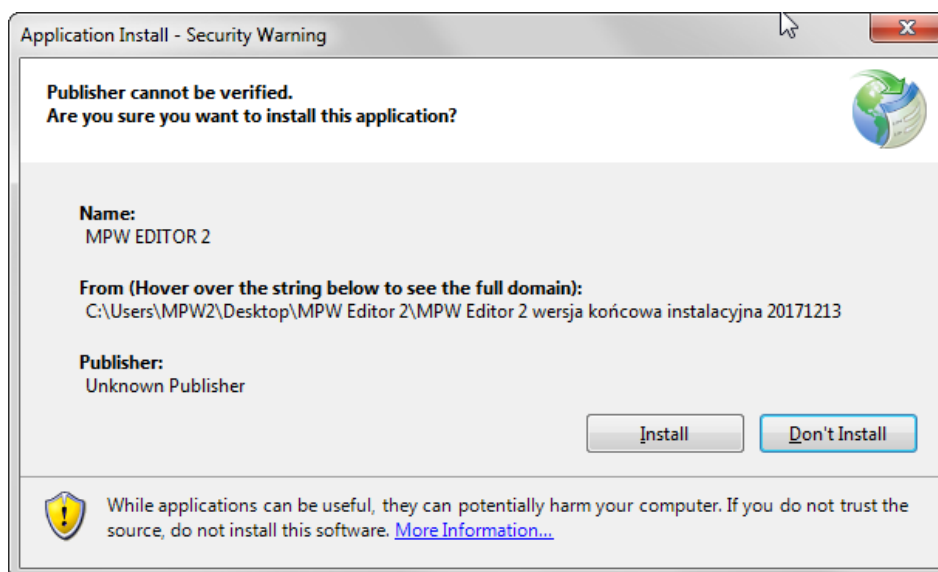 Application Install - Security Warning
Publisher cannot be verified.
Are you sure you want to install this application?
Name:
MPW EDITOR 2
From (Hover over the string below to see the full domain):
C:\Users\MPW2\Desktop\MPW Editor 2\MPW Editor 2 wersja końcowa instalacyjna 20171213
Publisher:
Unknown Publisher
Install
Don't Install
While applications can be useful, they can potentially harm your computer. If you do not trust the
source, do not install this software. More Information...